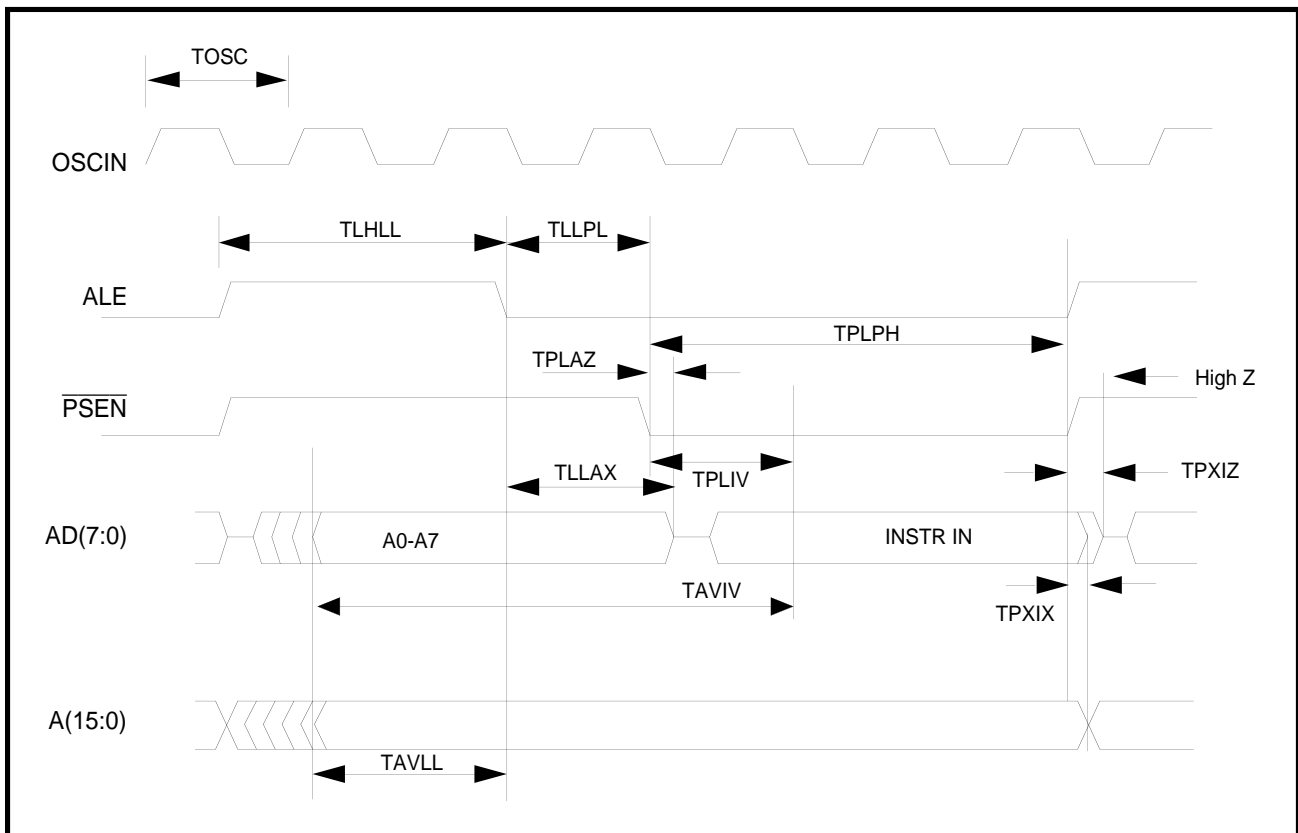 TOSC
OSCIN
TLHLL
TLLPL
ALE
TPLPH
TPLAZ
High Z
PSEN
TLLAX
TPLIV
TPXIZ
AD(7:0)
A0-A7
INSTR IN
TAVIV
TPXIX
A(15:0)
TAVLL